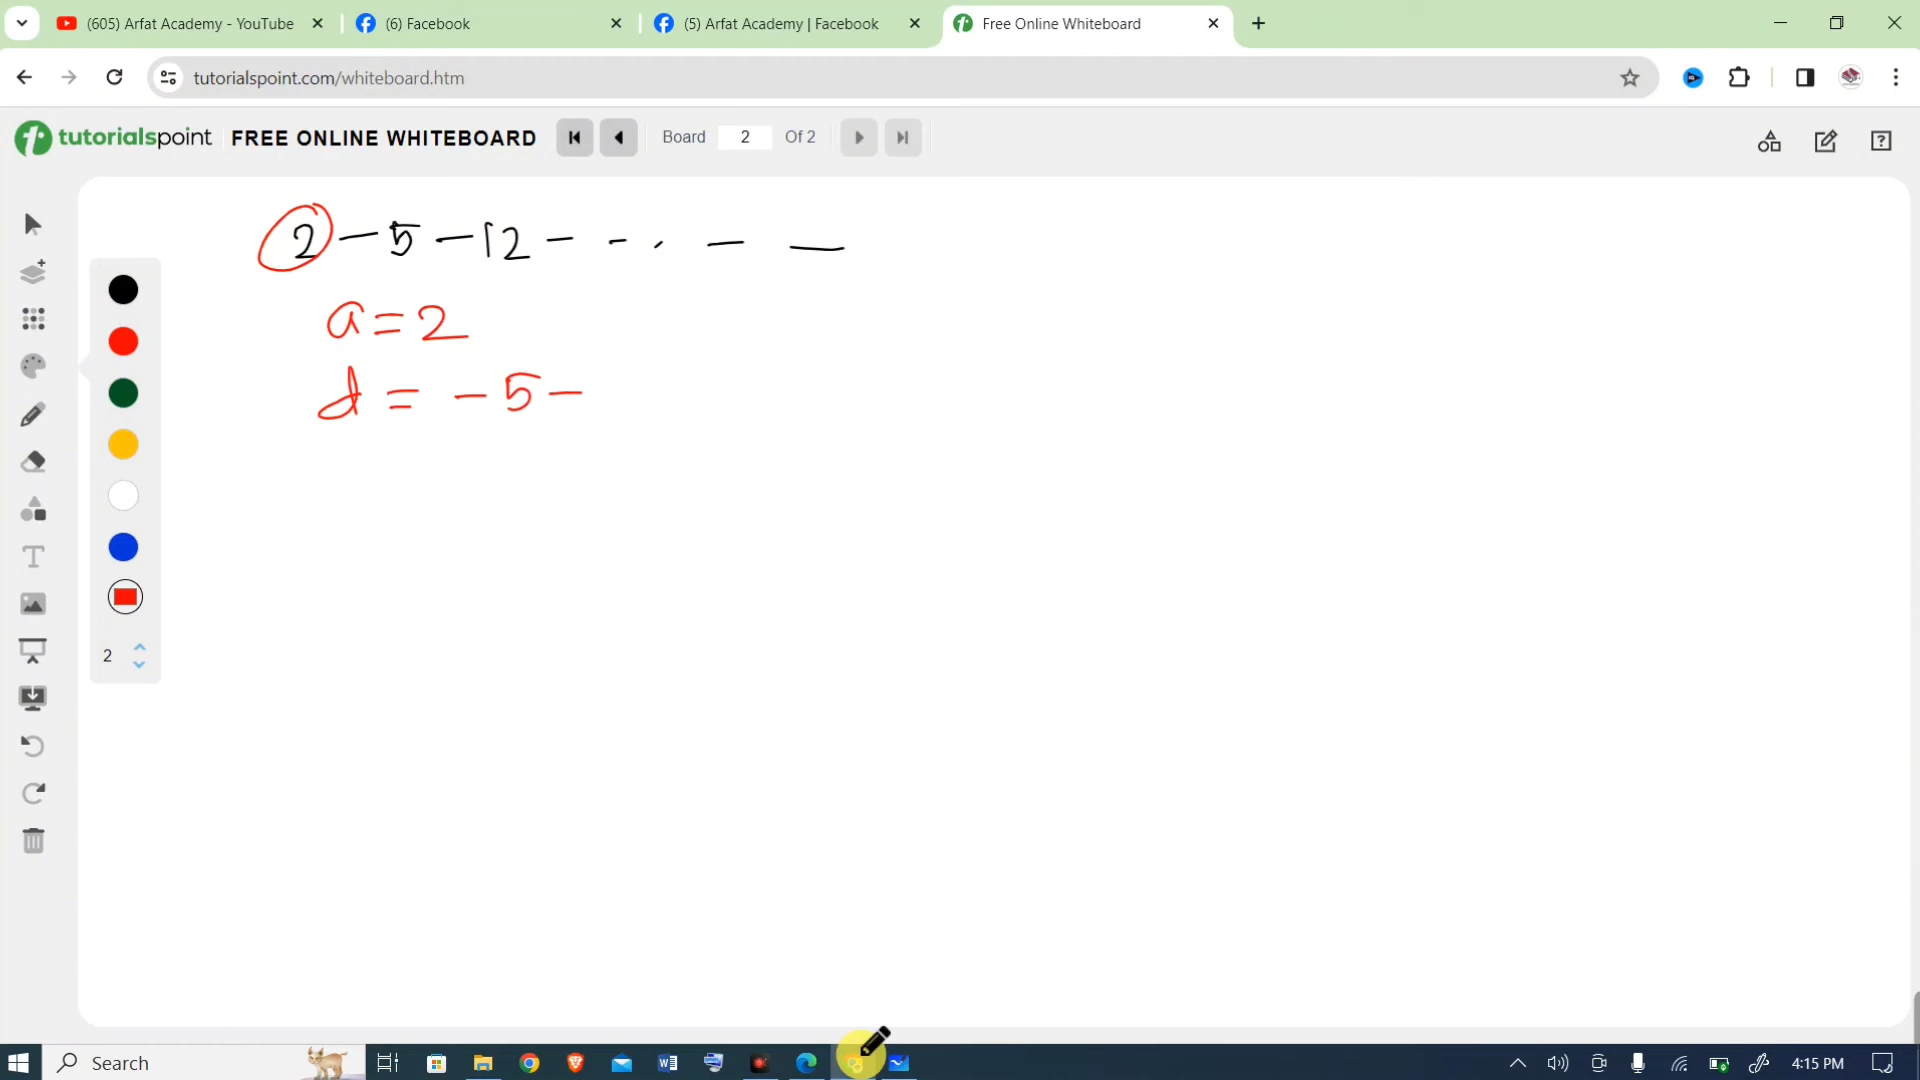 (605) Arfat Academy - YouTube
(6) Facebook
(5) Arfat Academy | Facebook
Free Online Whiteboard
tutorialspoint.com/whiteboard.htm
tutorialspoint
FREE ONLINE WHITEBOARD
Board 2 Of 2
2 - 5 - 12 - - . - —
a = 2
d = - 5 -
2
Search
4:15 PM